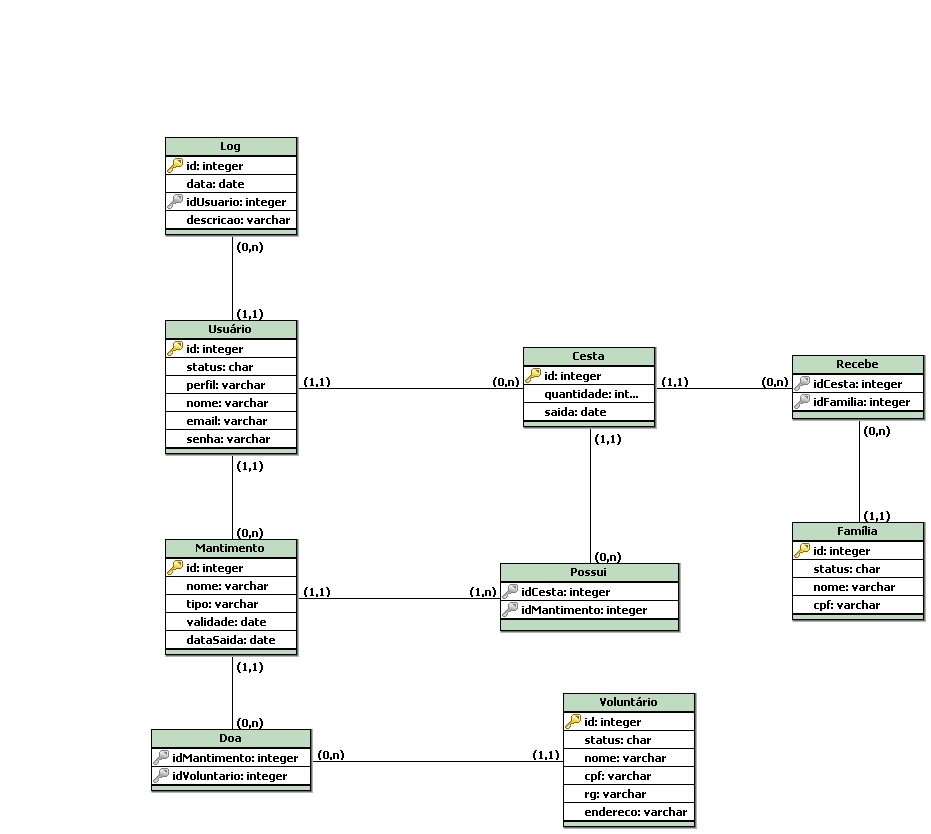 Log
id: integer
data: date
idUsuario: integer
descricao: varchar
(0,n)
(1,1)
Usuário
id: integer
status: char
perfil: varchar
nome: varchar
email: varchar
senha: varchar
(1,1)
(0,n)
Cesta
id: integer
quantidade: int...
saida: date
(1,1)
(0,n)
Recebe
idCesta: integer
idFamilia: integer
(0,n)
(1,1)
Família
id: integer
status: char
nome: varchar
cpf: varchar
(1,1)
(0,n)
Mantimento
id: integer
nome: varchar
tipo: varchar
validade: date
dataSaida: date
(1,1)
(1,n)
(1,1)
(0,n)
Possui
idCesta: integer
idMantimento: integer
(1,1)
(0,n)
Doa
idMantimento: integer
idVoluntario: integer
(0,n)
(1,1)
Voluntário
id: integer
status: char
nome: varchar
cpf: varchar
rg: varchar
endereco: varchar